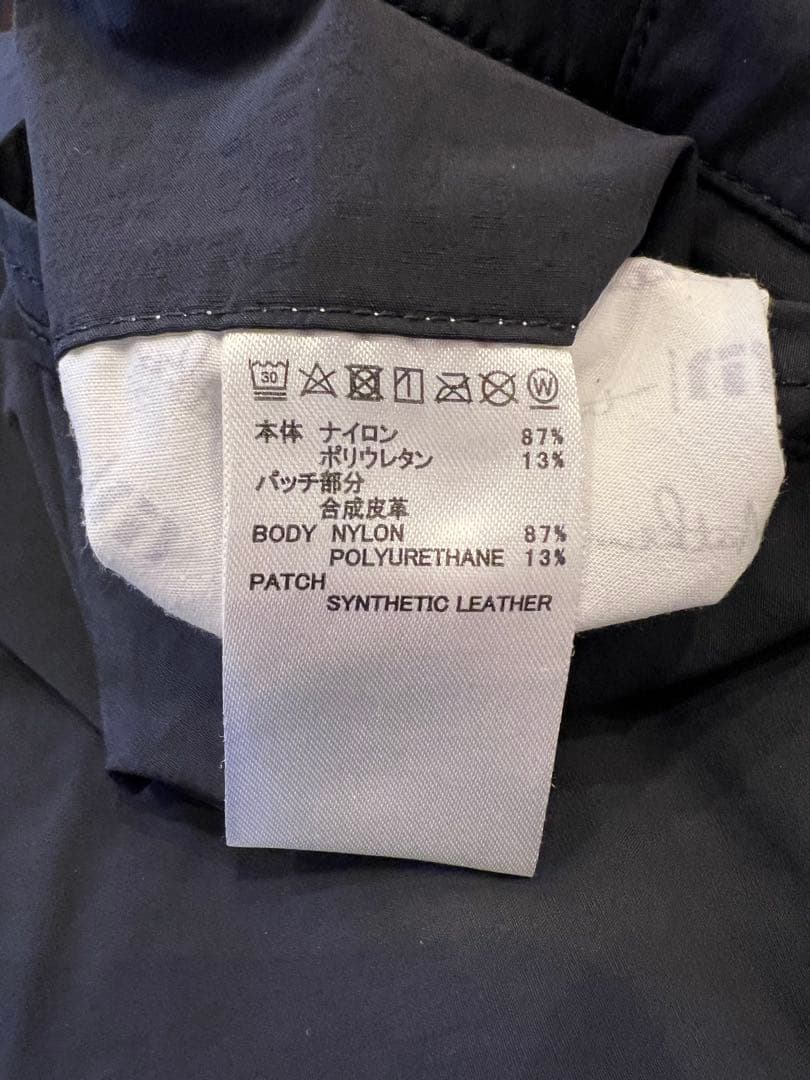 30 W
本体 ナイロン 87%
ポリウレタン 13%
パッチ部分
合成皮革
BODY NYLON 87%
POLYURETHANE 13%
PATCH
SYNTHETIC LEATHER